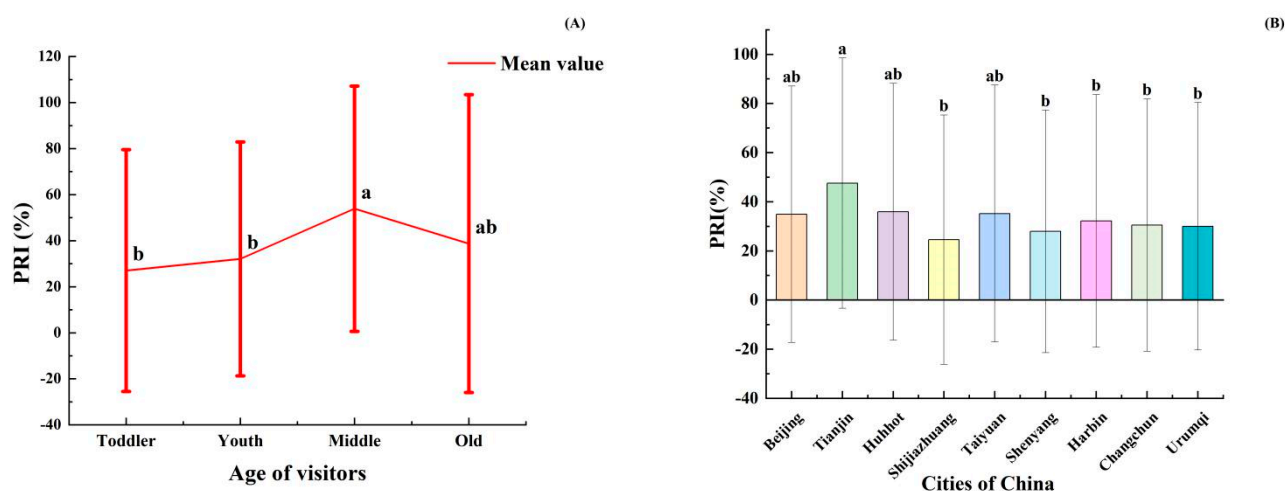 (A)
120
100
80
60
40
20
0
-20
-40
PRI (%)
Mean value
b
b
a
ab
Toddler Youth Middle Old
Age of visitors
(B)
100
80
60
40
20
0
-20
-40
PRI(%)
ab
a
ab
b
ab
b
b
b
b
Beijing
Tianjin
Huhhot
Shijiazhuang
Taiyuan
Shenyang
Harbin
Changchun
Urumqi
Cities of China